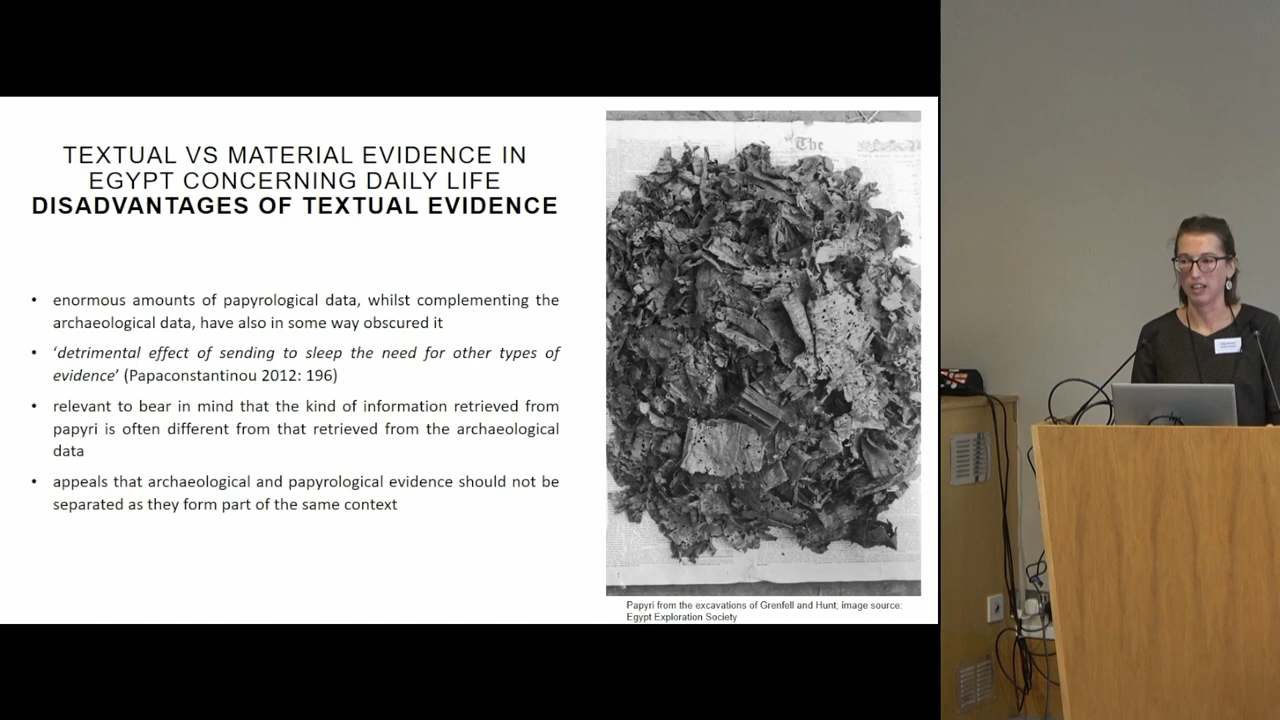 TEXTUAL VS MATERIAL EVIDENCE IN
EGYPT CONCERNING DAILY LIFE
DISADVANTAGES OF TEXTUAL EVIDENCE
• enormous amounts of papyrological data, whilst complementing the
archaeological data, have also in some way obscured it
• ‘detrimental effect of sending to sleep the need for other types of
evidence’ (Papaconstantinou 2012: 196)
• relevant to bear in mind that the kind of information retrieved from
papyri is often different from that retrieved from the archaeological
data
• appeals that archaeological and papyrological evidence should not be
separated as they form part of the same context
"The
Papyri from the excavations of Grenfell and Hunt; image source:
Egypt Exploration Society